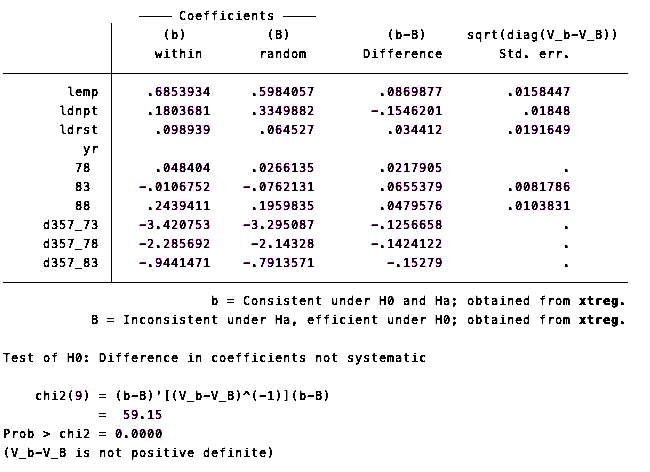 Coefficients
(b) (B) (b-B) sqrt(diag(V_b-V_B))
within random Difference Std. err.
lemp .6853934 .5984057 .0869877 .0158447
ldnpt .1803681 .3349882 -.1546201 .01848
ldrst .098939 .064527 .034412 .0191649
yr
78 .048404 .0266135 .0217905 .
83 -.0106752 -.0762131 .0655379 .0081786
88 .2439411 .1959835 .0479576 .0103831
d357_73 -3.420753 -3.295087 -.1256658 .
d357_78 -2.285692 -2.14328 -.1424122 .
d357_83 -.9441471 -.7913571 -.15279 .
b = Consistent under H0 and Ha; obtained from xtreg.
B = Inconsistent under Ha, efficient under H0; obtained from xtreg.
Test of H0: Difference in coefficients not systematic
chi2(9) = (b-B)'[(V_b-V_B)^(-1)](b-B)
= 59.15
Prob > chi2 = 0.0000
(V_b-V_B is not positive definite)